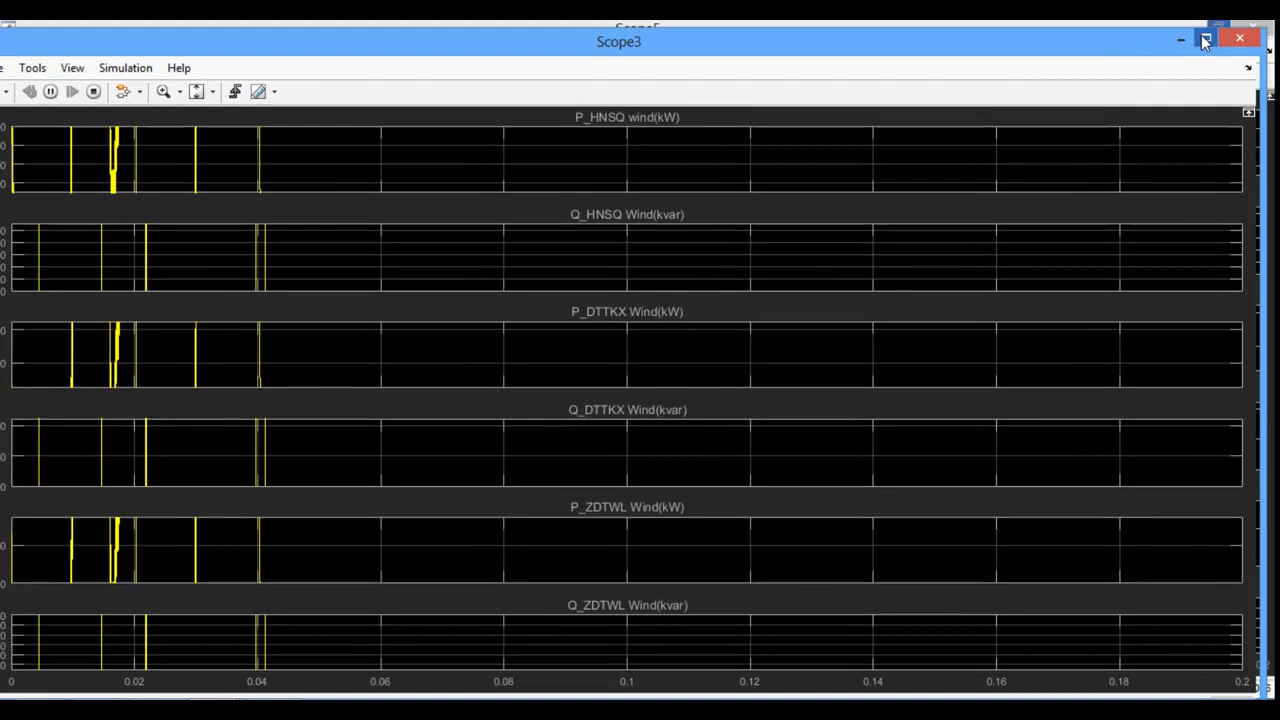 Scope3
Tools View Simulation Help
P_HNSQ wind(kW)
Q_HNSQ Wind(kvar)
P_DTTKX Wind(kW)
Q_DTTKX Wind(kvar)
P_ZDTWL Wind(kW)
Q_ZDTWL Wind(kvar)
0 0.02 0.04 0.06 0.08 0.1 0.12 0.14 0.16 0.18 0.2